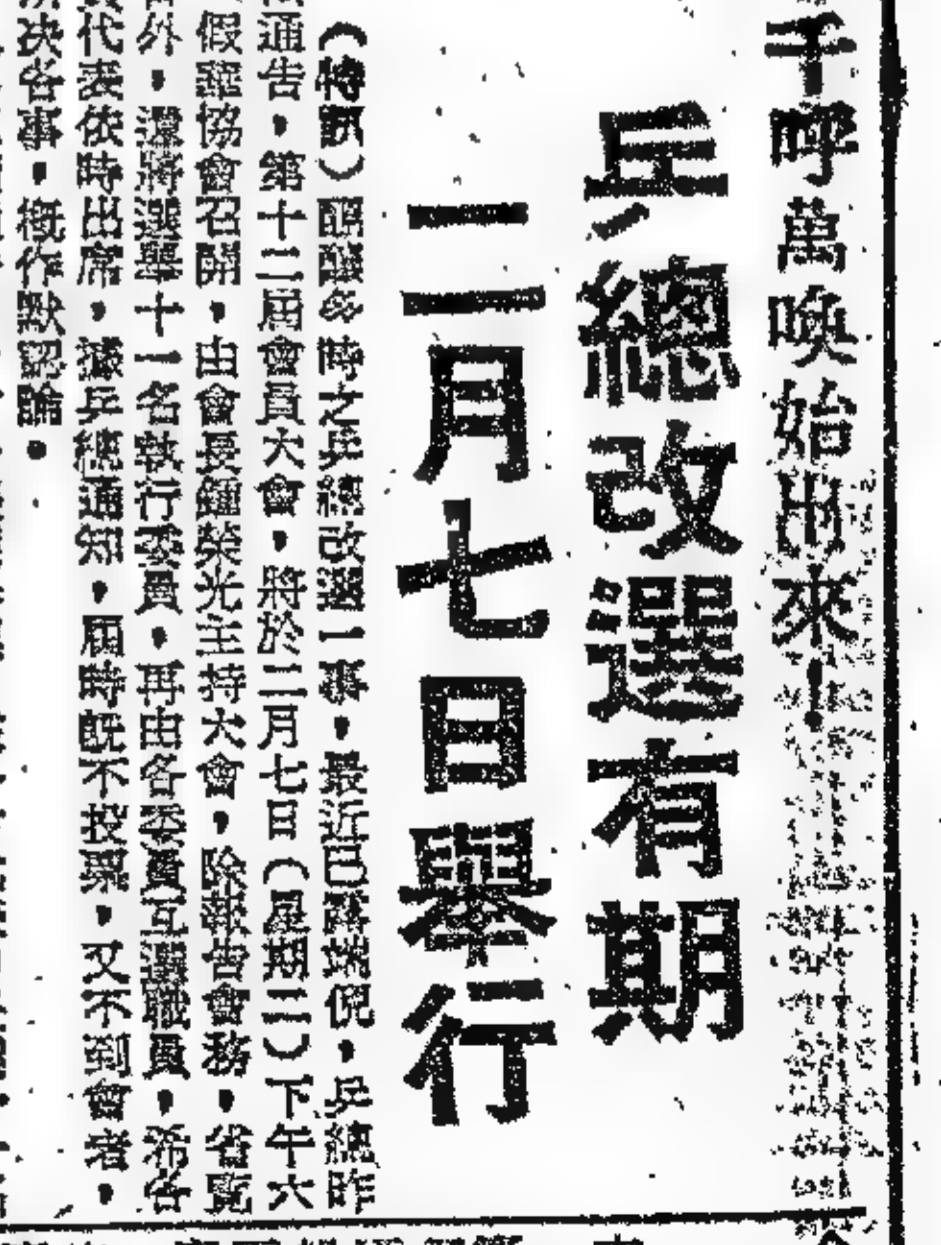 千呼萬喚始出來！
乒總改選有期
二月七日舉行
（特訊）醞釀多時之乒總改選一事，最近已露端倪，乒總昨
通告，第十二屆會員大會，將於二月七日（星期二）下午六
假華協會召開，由會長鍾榮光主持大會，除報告會務，省覽
外，還將選舉十一名執行委員，再由各委員互選職員，希各
代表依時出席，據乒總通知，屆時既不投票，又不到會者，
決各事，概作默認論。